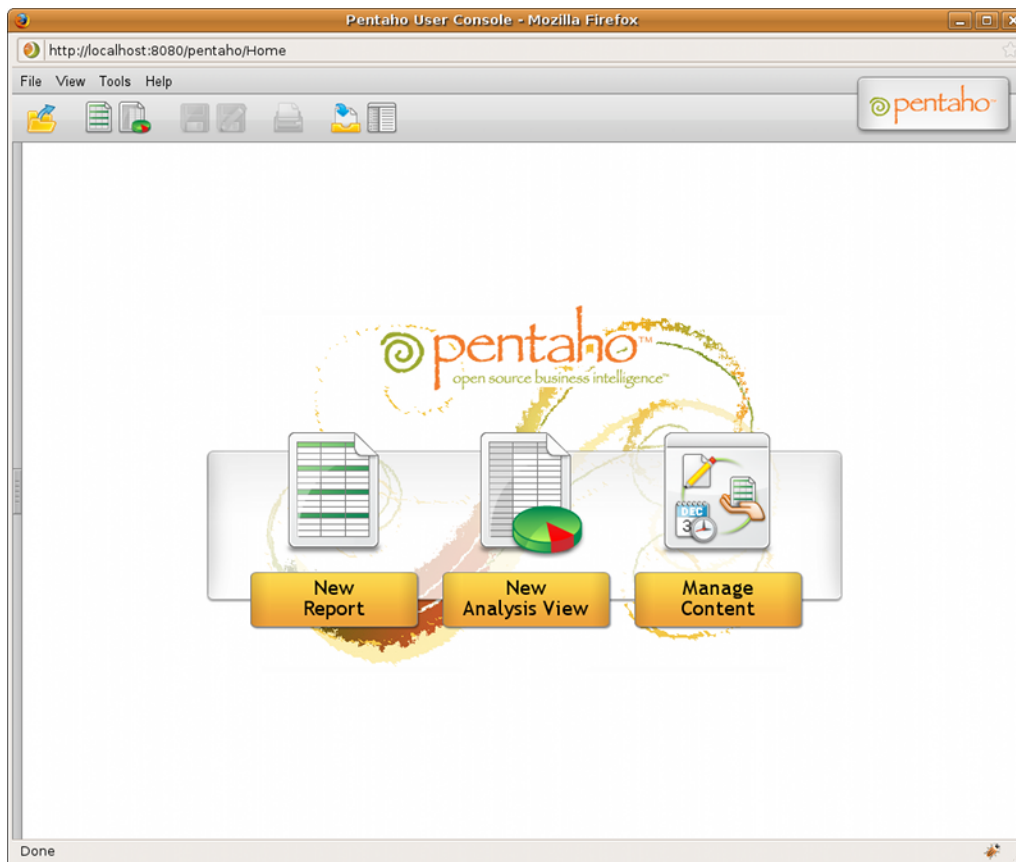 Pentaho User Console - Mozilla Firefox
http://localhost:8080/pentaho/Home
File View Tools Help
pentaho™
pentaho™
open source business intelligence™
DEC
3
New
Report
New
Analysis View
Manage
Content
Done